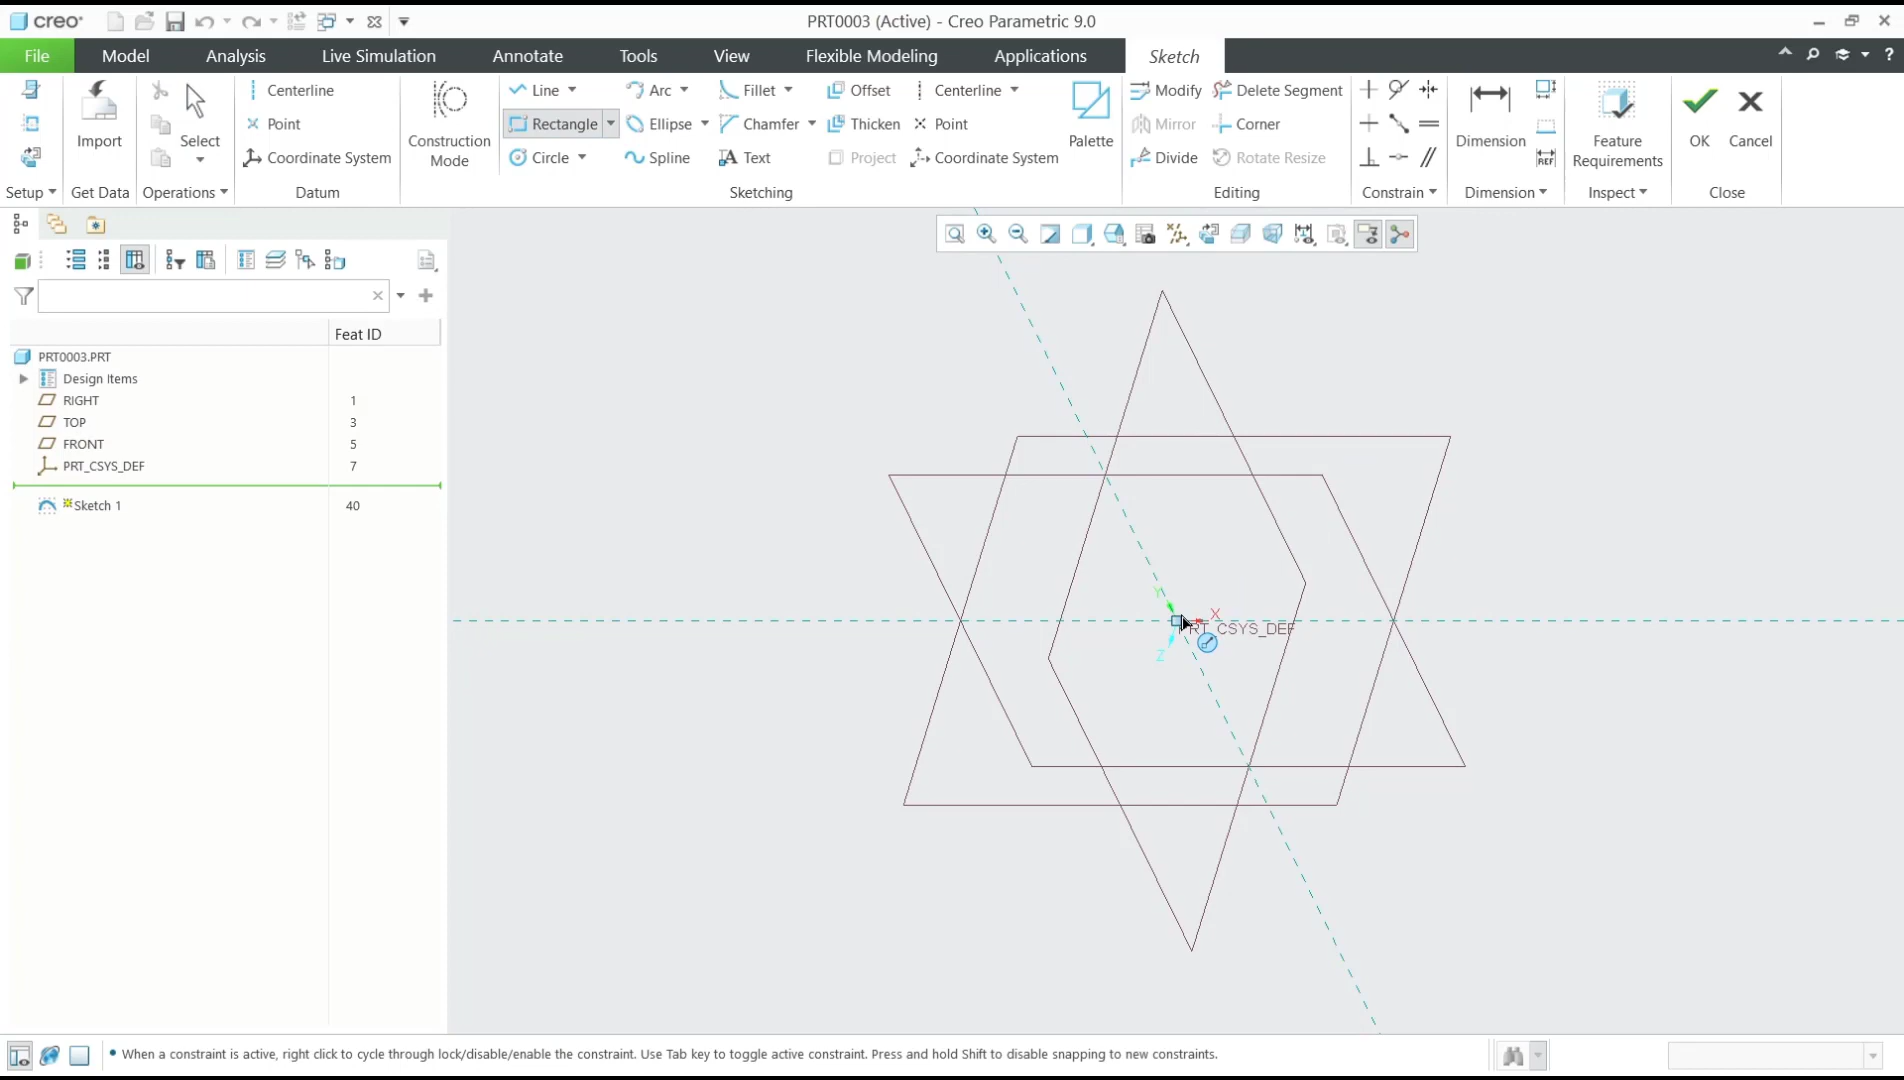 creo® PRT0003 (Active) - Creo Parametric 9.0
File Model Analysis Live Simulation Annotate Tools View Flexible Modeling Applications Sketch
Centerline Line Arc Fillet Offset Centerline Modify Delete Segment
Point Rectangle Ellipse Chamfer Thicken Point Mirror Corner
Import Select Construction Mode Palette Dimension Feature Requirements OK Cancel
Coordinate System Circle Spline Text Project Coordinate System Divide Rotate Resize REF
Setup Get Data Operations Datum Sketching Editing Constrain Dimension Inspect Close
Feat ID
PRT0003.PRT
Design Items
RIGHT 1
TOP 3
FRONT 5
PRT_CSYS_DEF 7
Sketch 1 40
Y
X
PRT_CSYS_DEF
Z
• When a constraint is active, right click to cycle through lock/disable/enable the constraint. Use Tab key to toggle active constraint. Press and hold Shift to disable snapping to new constraints.